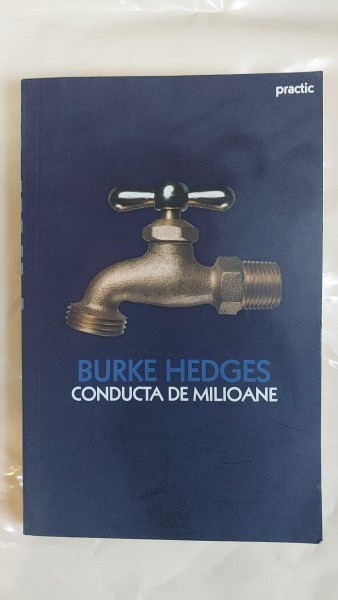 practic
BURKE HEDGES
CONDUCTA DE MILIOANE